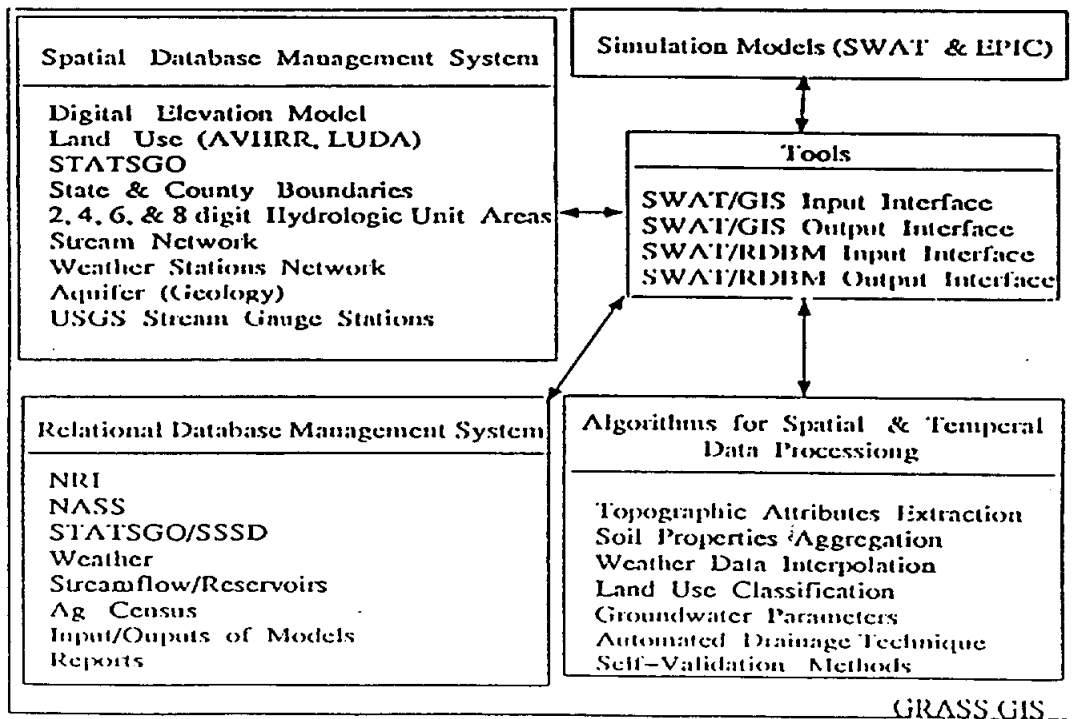 Spatial Database Management System
Digital Elevation Model
Land Use (AVIIRR, LUDA)
STATSGO
State & County Boundaries
2, 4, 6, & 8 digit Hydrologic Unit Areas
Stream Network
Weather Stations Network
Aquifer (Geology)
USGS Stream Gauge Stations
Simulation Models (SWAT & EPIC)
Tools
SWAT/GIS Input Interface
SWAT/GIS Output Interface
SWAT/RDBM Input Interface
SWAT/RDBM Output Interface
Relational Database Management System
NRI
NASS
STATSGO/SSSD
Weather
Streamflow/Reservoirs
Ag Census
Input/Ouputs of Models
Reports
Algorithms for Spatial & Temperal
Data Processiong
Topographic Attributes Extraction
Soil Properties Aggregation
Weather Data Interpolation
Land Use Classification
Groundwater Parameters
Automated Drainage Technique
Self-Validation Methods
GRASS GIS